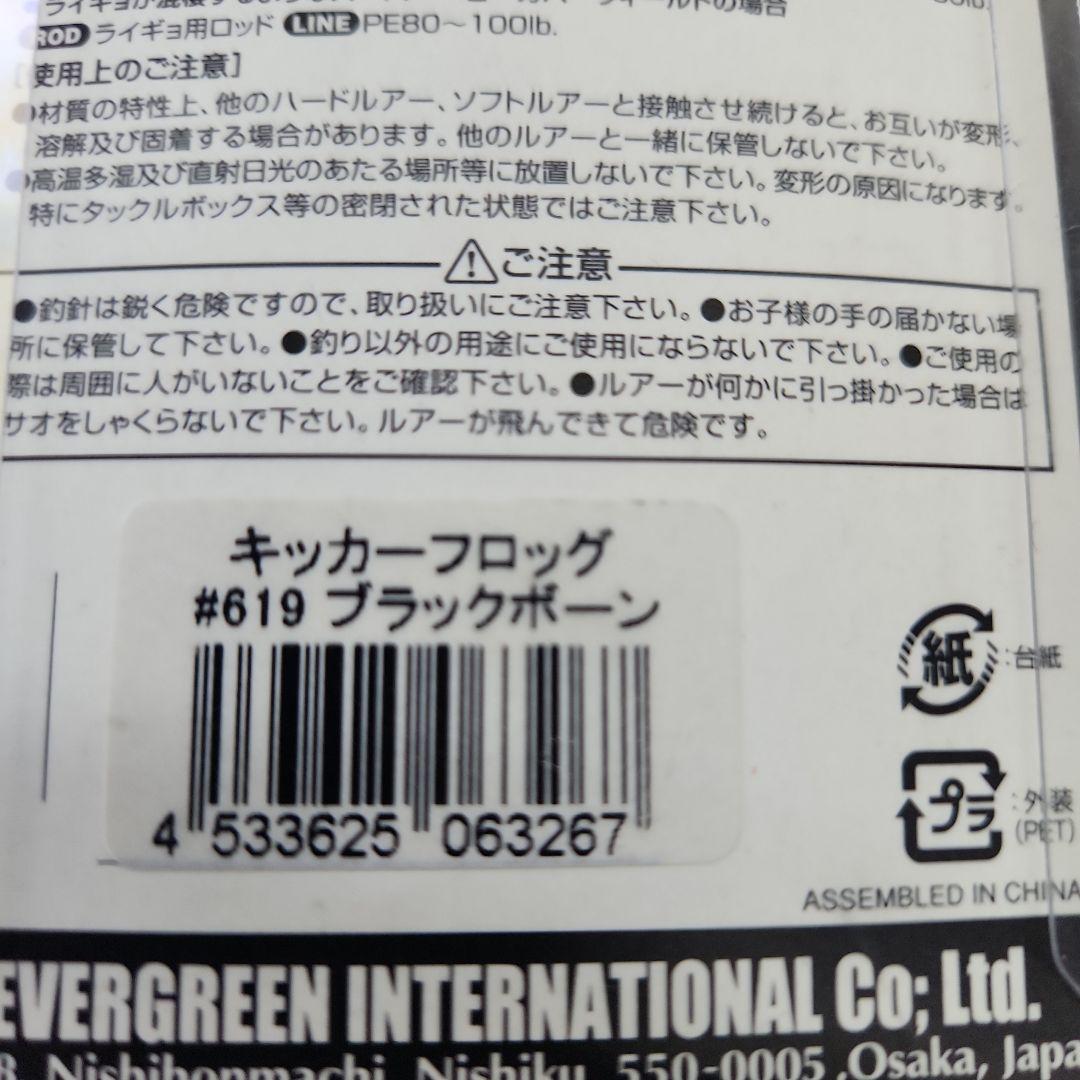 の場合
ROD ライギョ用ロッド LINE PE80～100lb.
[使用上のご注意]
●材質の特性上、他のハードルアー、ソフトルアーと接触させ続けると、お互いが変形、
溶解及び固着する場合があります。他のルアーと一緒に保管しないで下さい。
●高温多湿及び直射日光のあたる場所等に放置しないで下さい。変形の原因になります。
特にタックルボックス等の密閉された状態ではご注意下さい。
ご注意
●釣針は鋭く危険ですので、取り扱いにご注意下さい。●お子様の手の届かない場
所に保管して下さい。●釣り以外の用途にご使用にならないで下さい。●ご使用の
際は周囲に人がいないことをご確認下さい。●ルアーが何かに引っ掛かった場合は
サオをしゃくらないで下さい。ルアーが飛んできて危険です。
キッカーフロッグ
#619 ブラックボーン
4 533625 063267
紙 :台紙
プラ :外装
(PET)
ASSEMBLED IN CHINA
EVERGREEN INTERNATIONAL Co; Ltd.
Nishihonmachi Nishiku 550-0005 ,Osaka, Japa